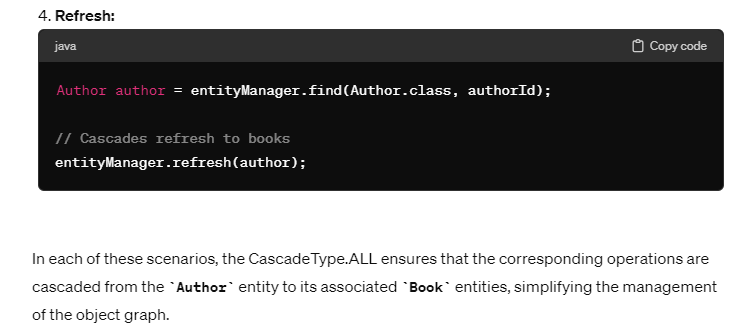 4. Refresh:
java
Copy code
Author author = entityManager.find(Author.class, authorId);
// Cascades refresh to books
entityManager.refresh(author);
In each of these scenarios, the CascadeType.ALL ensures that the corresponding operations are
cascaded from the `Author` entity to its associated `Book` entities, simplifying the management
of the object graph.